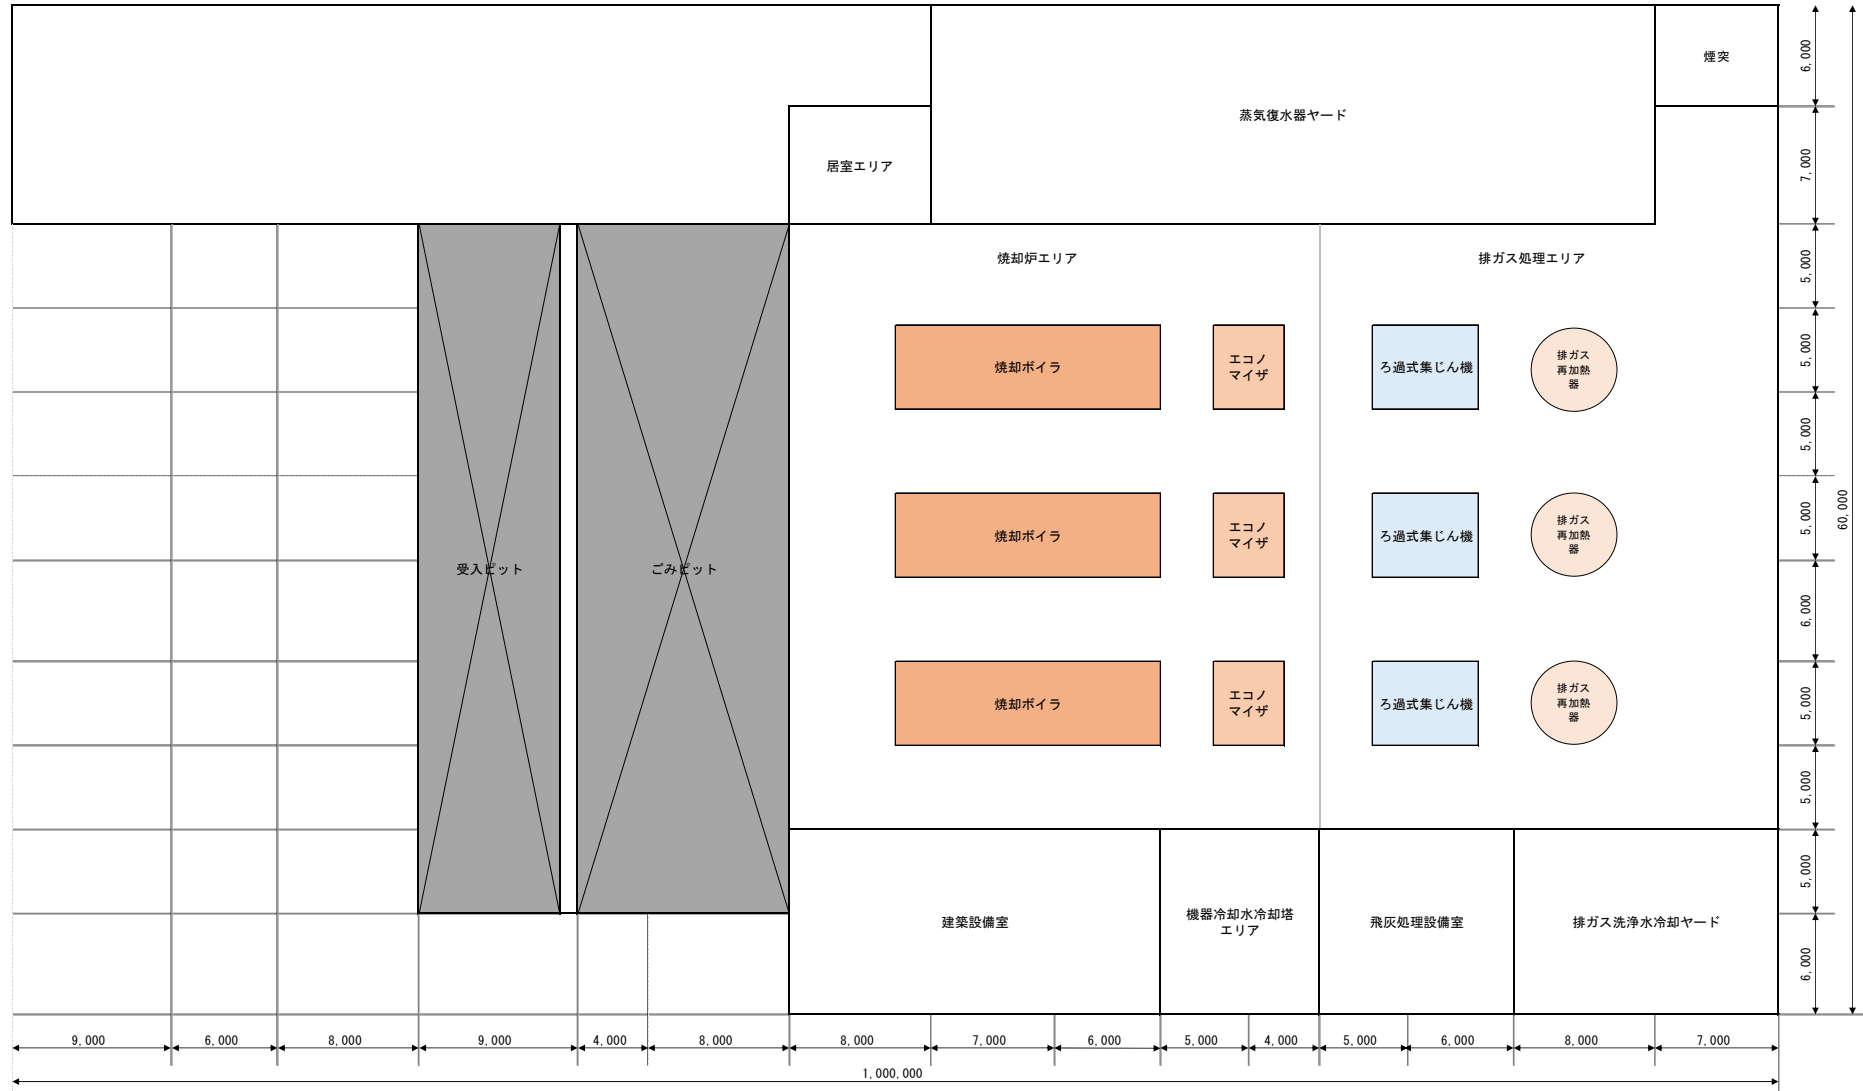 煙突
蒸気復水器ヤード
居室エリア
焼却炉エリア
排ガス処理エリア
焼却ボイラ
エコノ
マイザ
ろ過式集じん機
排ガス
再加熱
器
焼却ボイラ
エコノ
マイザ
ろ過式集じん機
排ガス
再加熱
器
受入ピット
ごみピット
焼却ボイラ
エコノ
マイザ
ろ過式集じん機
排ガス
再加熱
器
建築設備室
機器冷却水冷却塔
エリア
飛灰処理設備室
排ガス洗浄水冷却ヤード
6,000
7,000
5,000
5,000
5,000
5,000
6,000
5,000
5,000
5,000
6,000
60,000
9,000
6,000
8,000
9,000
4,000
8,000
8,000
7,000
6,000
5,000
4,000
5,000
6,000
8,000
7,000
1,000,000